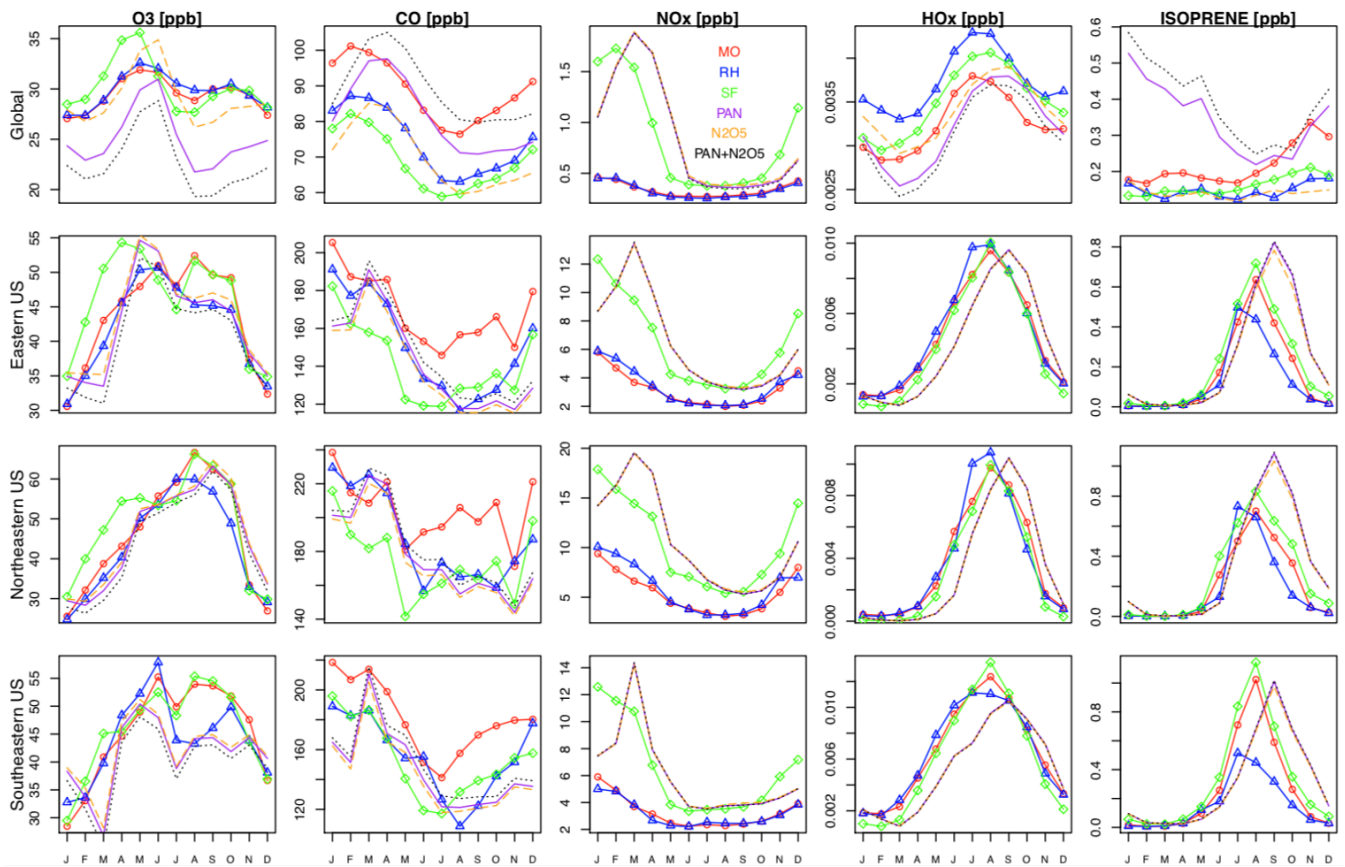 O3 [ppb] CO [ppb] NOx [ppb] HOx [ppb] ISOPRENE [ppb]
Global
20 25 30 35
60 70 80 90 100
0.5 1.0 1.5
MO
RH
SF
PAN
N2O5
PAN+N2O5
0.0025 0.0035
0.1 0.2 0.3 0.4 0.5 0.6
Eastern US
30 35 40 45 50 55
120 140 160 180 200
2 4 6 8 10 12
0.002 0.006 0.010
0.0 0.2 0.4 0.6 0.8
Northeastern US
30 40 50 60
140 180 220
5 10 15 20
0.000 0.004 0.008
0.0 0.4 0.8
Southeastern US
30 35 40 45 50 55
120 160 200
2 4 6 8 10 12 14
0.002 0.006 0.010
0.0 0.4 0.8
J F M A M J J A S O N D J F M A M J J A S O N D J F M A M J J A S O N D J F M A M J J A S O N D J F M A M J J A S O N D